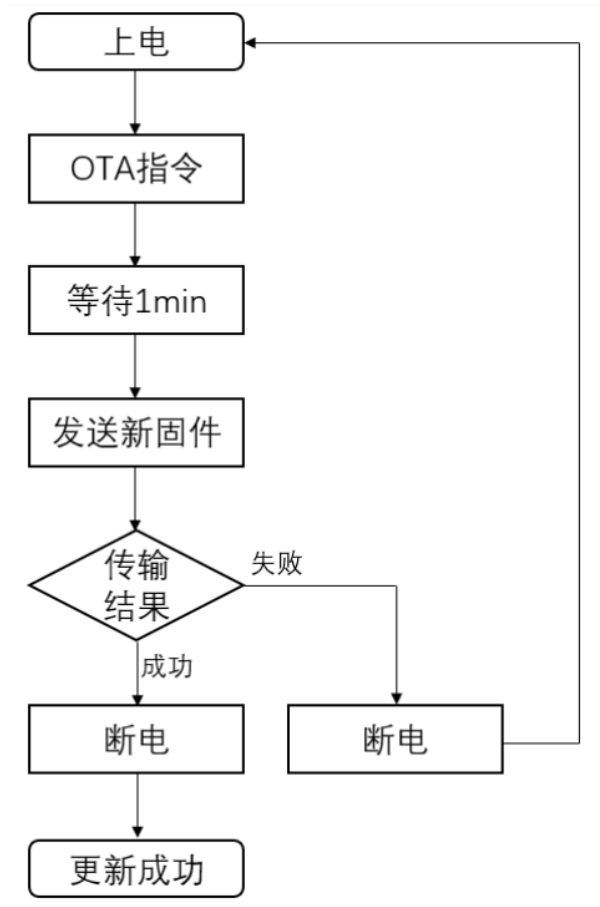 上电
OTA指令
等待1min
发送新固件
传输
结果
失败
成功
断电
断电
更新成功